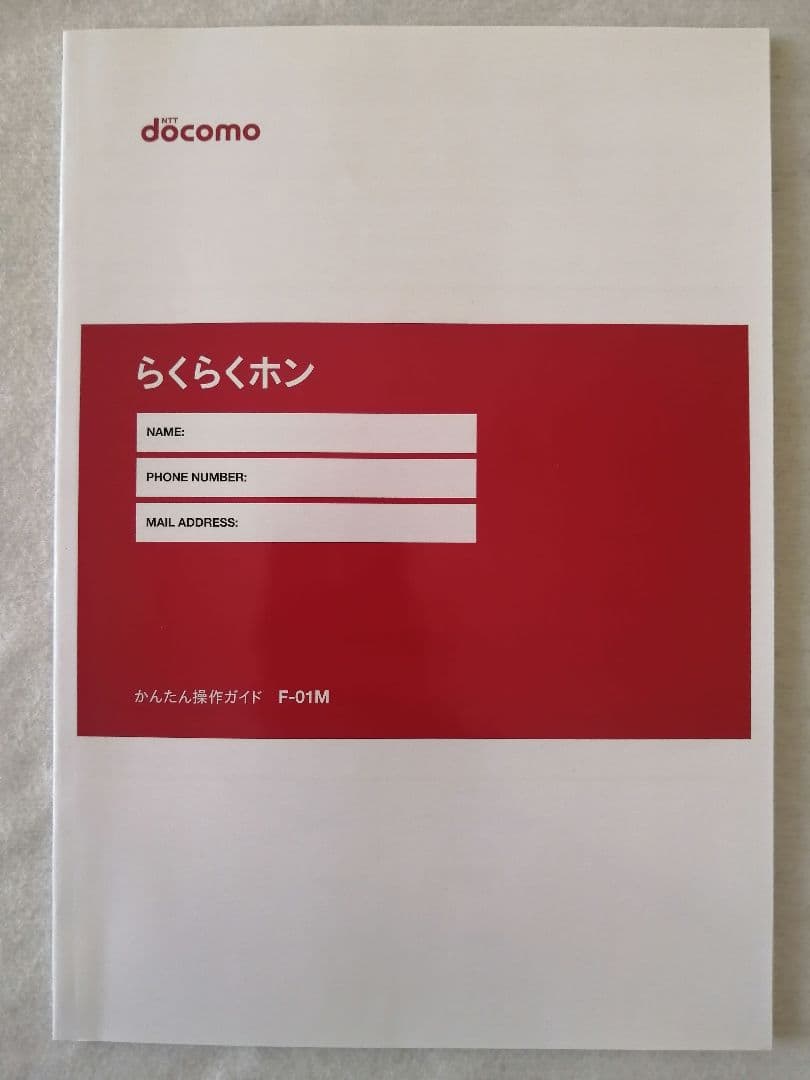 NTT
docomo
らくらくホン
NAME:
PHONE NUMBER:
MAIL ADDRESS:
かんたん操作ガイド F-01M